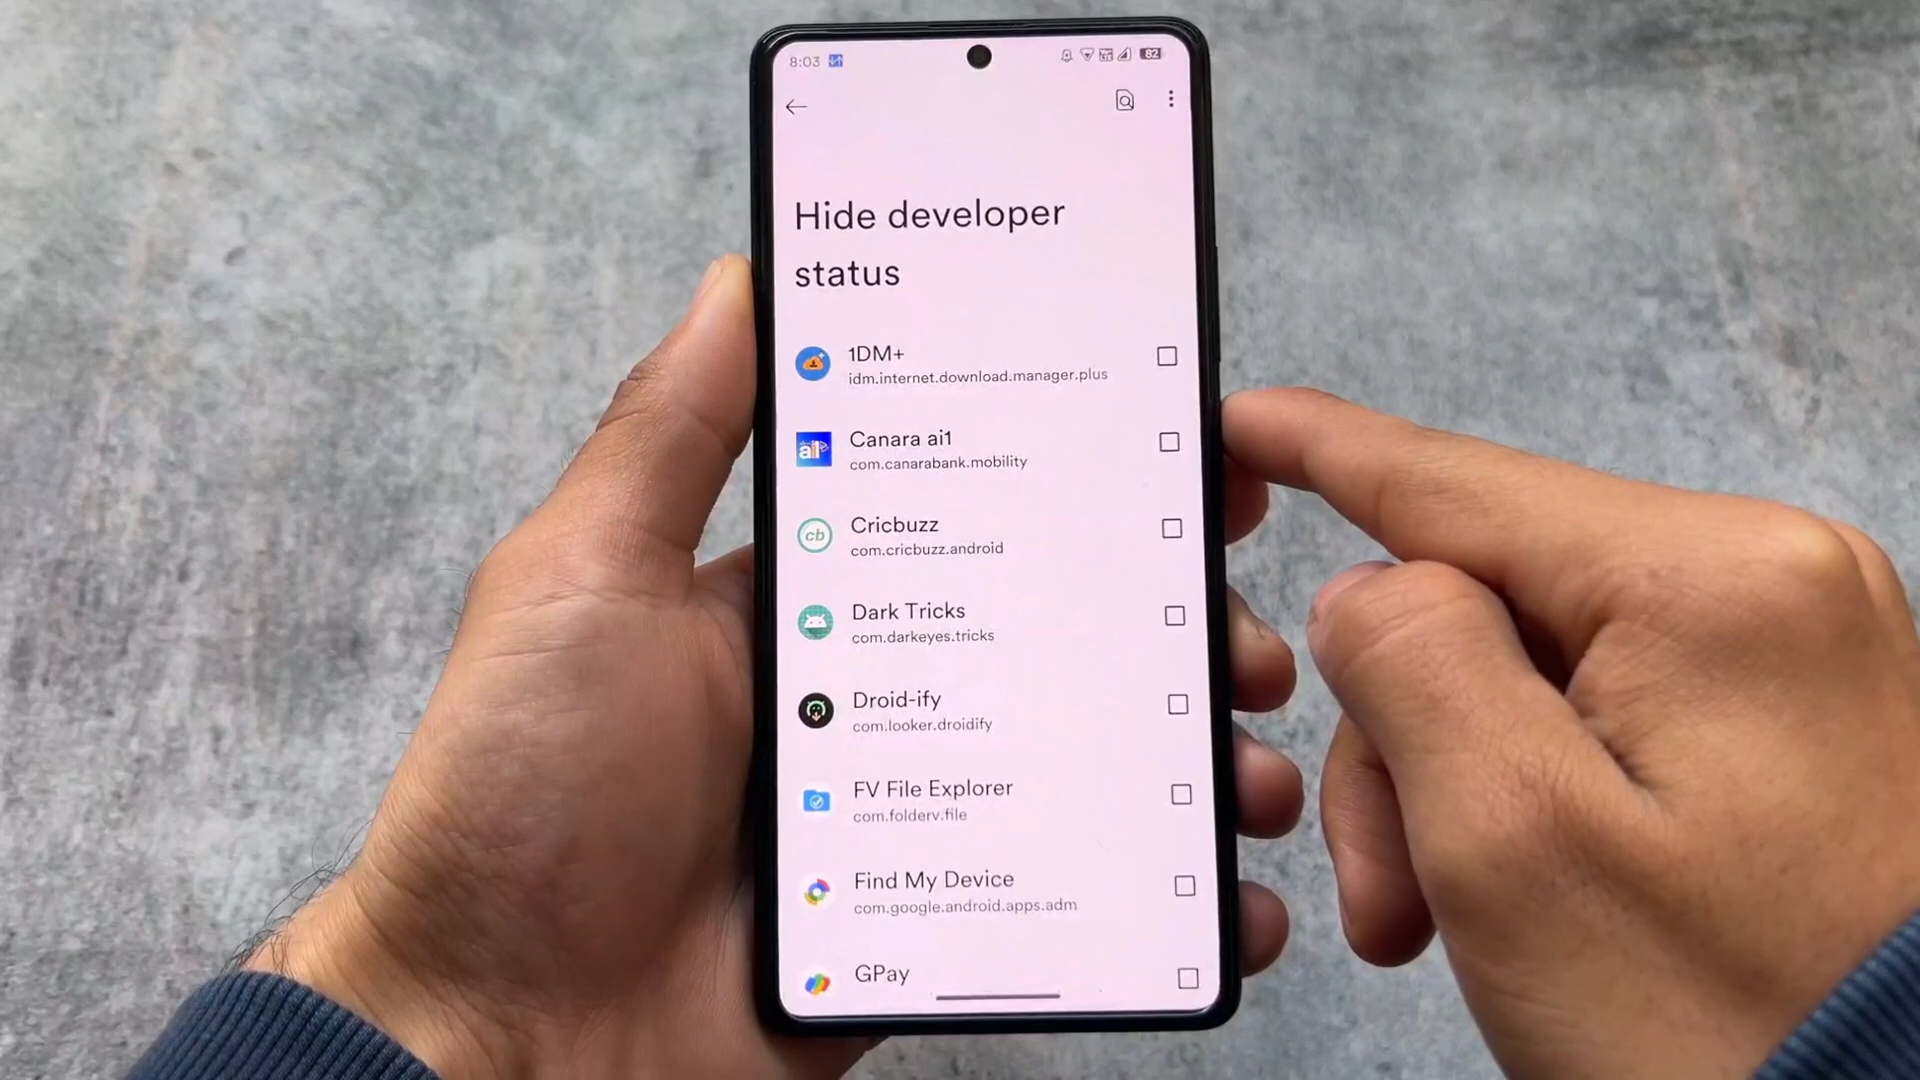 8:03
82
Hide developer
status
1DM+
idm.internet.download.manager.plus
ai1
Canara ai1
com.canarabank.mobility
cb
Cricbuzz
com.cricbuzz.android
Dark Tricks
com.darkeyes.tricks
Droid-ify
com.looker.droidify
FV File Explorer
com.folderv.file
Find My Device
com.google.android.apps.adm
GPay